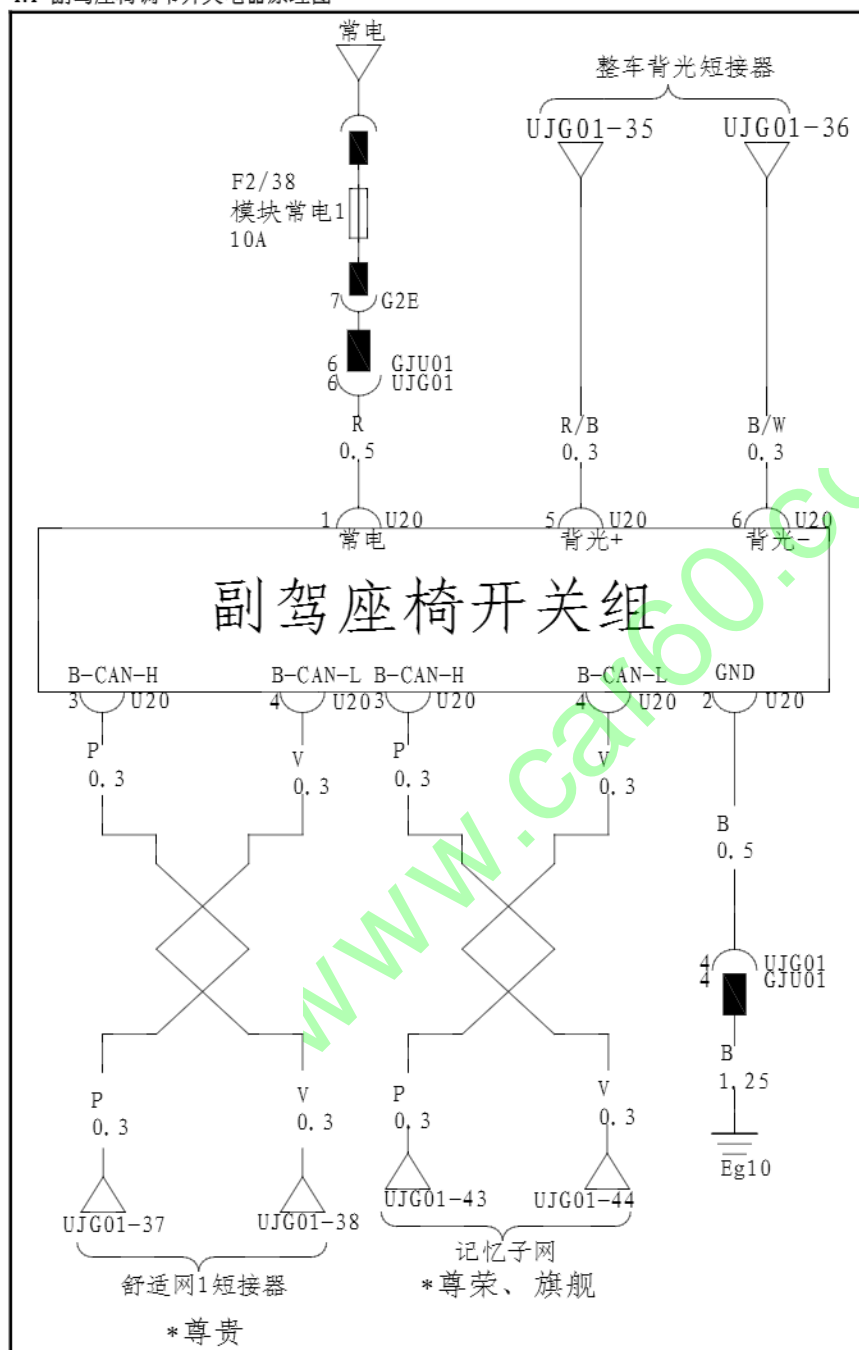 常电
整车背光短接器
UJG01-35
UJG01-36
F2/38
模块常电1
10A
7 G2E
6 GJU01
6 UJG01
R
0.5
R/B
0.3
B/W
0.3
1 U20
5 U20
6 U20
常电
背光+
背光-
副驾座椅开关组
B-CAN-H
B-CAN-L
B-CAN-H
B-CAN-L
GND
3 U20
4 U20
3 U20
4 U20
2 U20
P
0.3
V
0.3
P
0.3
V
0.3
B
0.5
4 UJG01
4 GJU01
B
1.25
Eg10
P
0.3
V
0.3
P
0.3
V
0.3
UJG01-37
UJG01-38
UJG01-43
UJG01-44
舒适网1短接器
*尊贵
记忆子网
*尊荣、旗舰